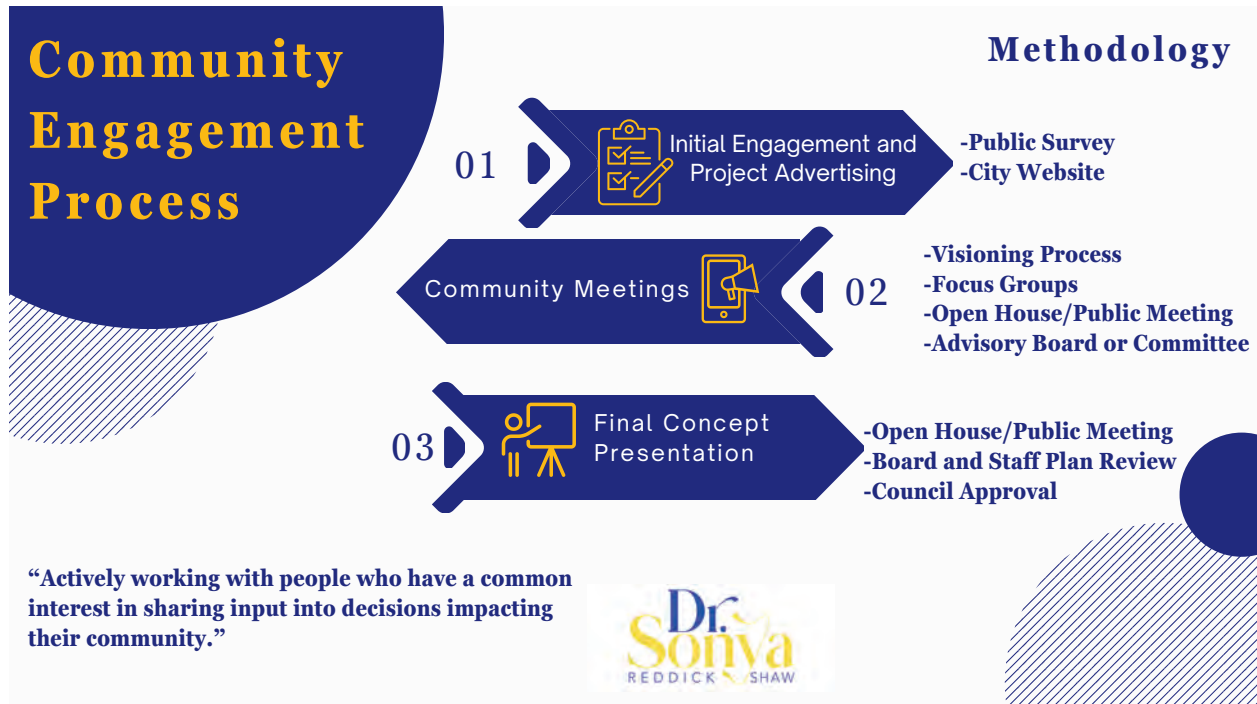 Community
Engagement
Process
Methodology
01
Initial Engagement and
Project Advertising
-Public Survey
-City Website
Community Meetings
02
-Visioning Process
-Focus Groups
-Open House/Public Meeting
-Advisory Board or Committee
03
Final Concept
Presentation
-Open House/Public Meeting
-Board and Staff Plan Review
-Council Approval
“Actively working with people who have a common
interest in sharing input into decisions impacting
their community.”
Dr.
Sonya
REDDICK SHAW